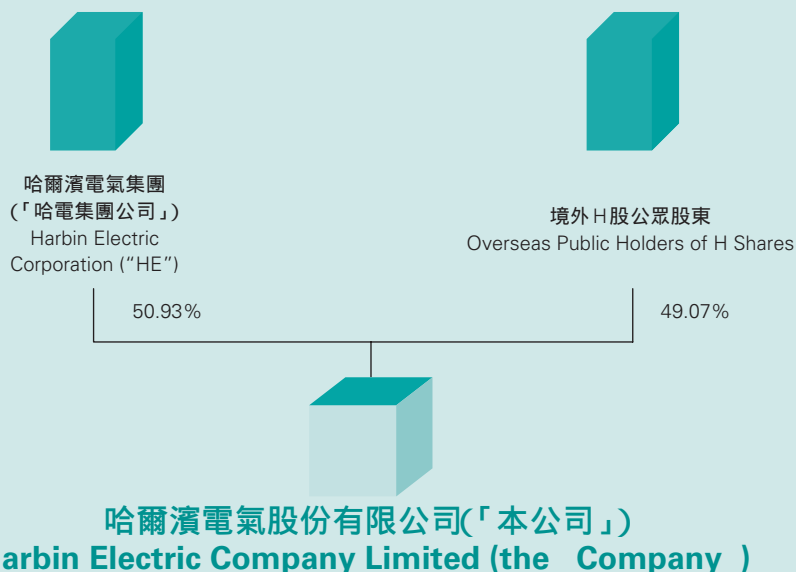 哈爾濱電氣集團
(「哈電集團公司」)
Harbin Electric
Corporation (“HE”)
50.93%
境外H股公眾股東
Overseas Public Holders of H Shares
49.07%
哈爾濱電氣股份有限公司(「本公司」)
arbin Electric Company Limited (the Company )